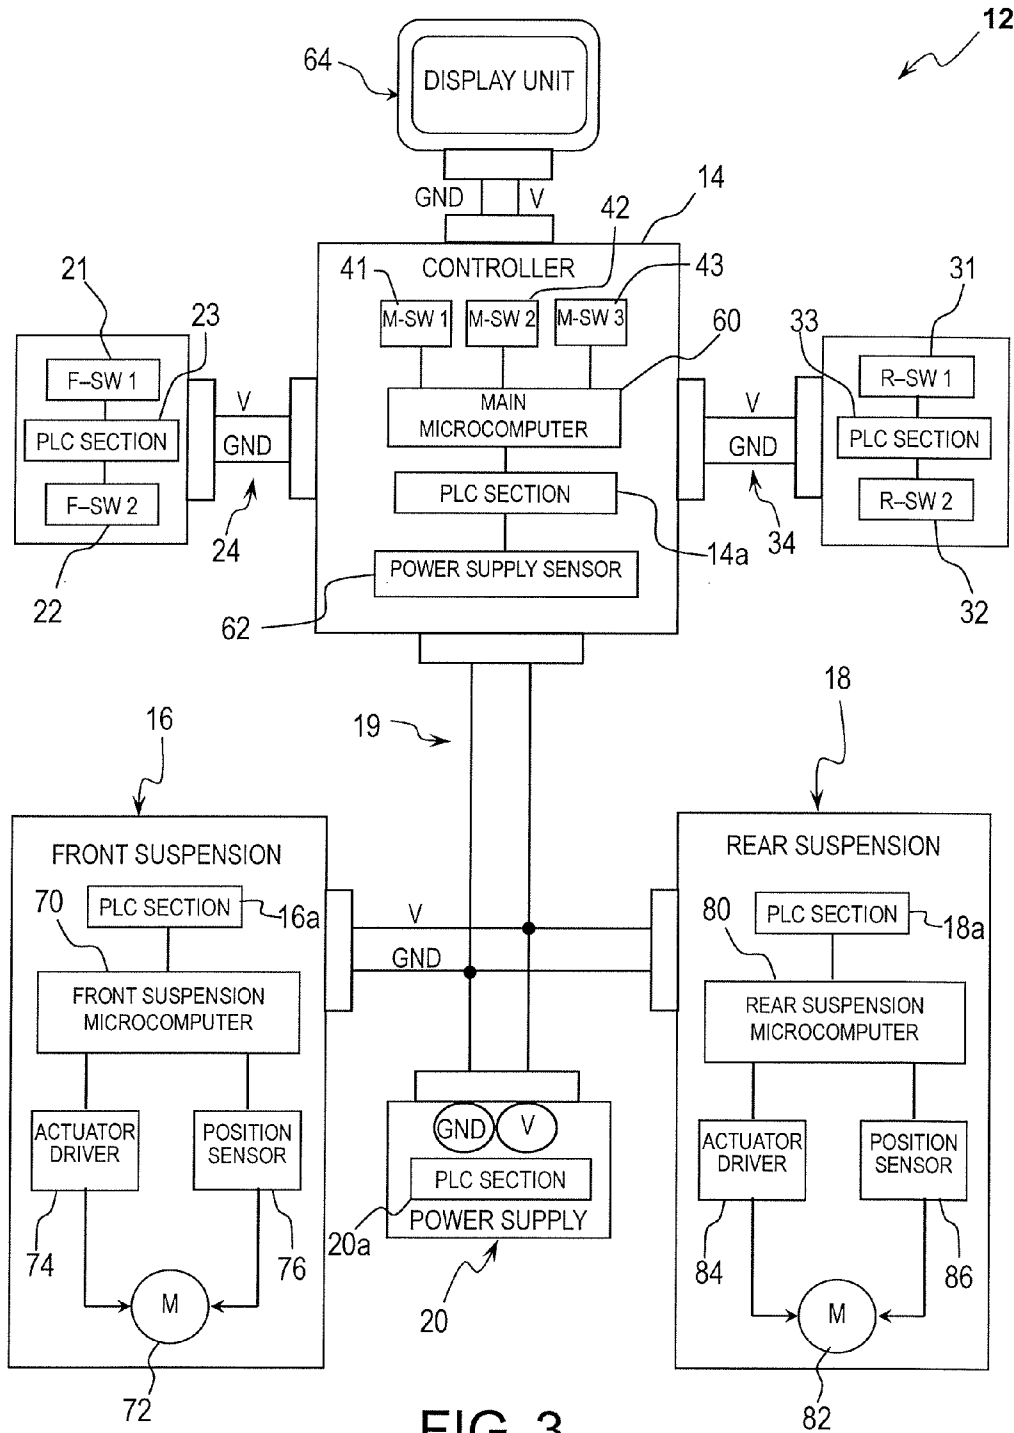 12
64
DISPLAY UNIT
GND V
42
14
41
CONTROLLER
43
21
23
M-SW 1
M-SW 2
M-SW 3
60
31
33
F–SW 1
PLC SECTION
F–SW 2
V
GND
24
22
MAIN
MICROCOMPUTER
PLC SECTION
14a
POWER SUPPLY SENSOR
62
V
GND
34
R–SW 1
PLC SECTION
R–SW 2
32
16
19
18
FRONT SUSPENSION
70
PLC SECTION
16a
FRONT SUSPENSION
MICROCOMPUTER
ACTUATOR
DRIVER
POSITION
SENSOR
74
76
M
72
V
GND
GND
V
PLC SECTION
POWER SUPPLY
20a
20
REAR SUSPENSION
80
PLC SECTION
18a
REAR SUSPENSION
MICROCOMPUTER
ACTUATOR
DRIVER
POSITION
SENSOR
84
86
M
82
FIG. 3